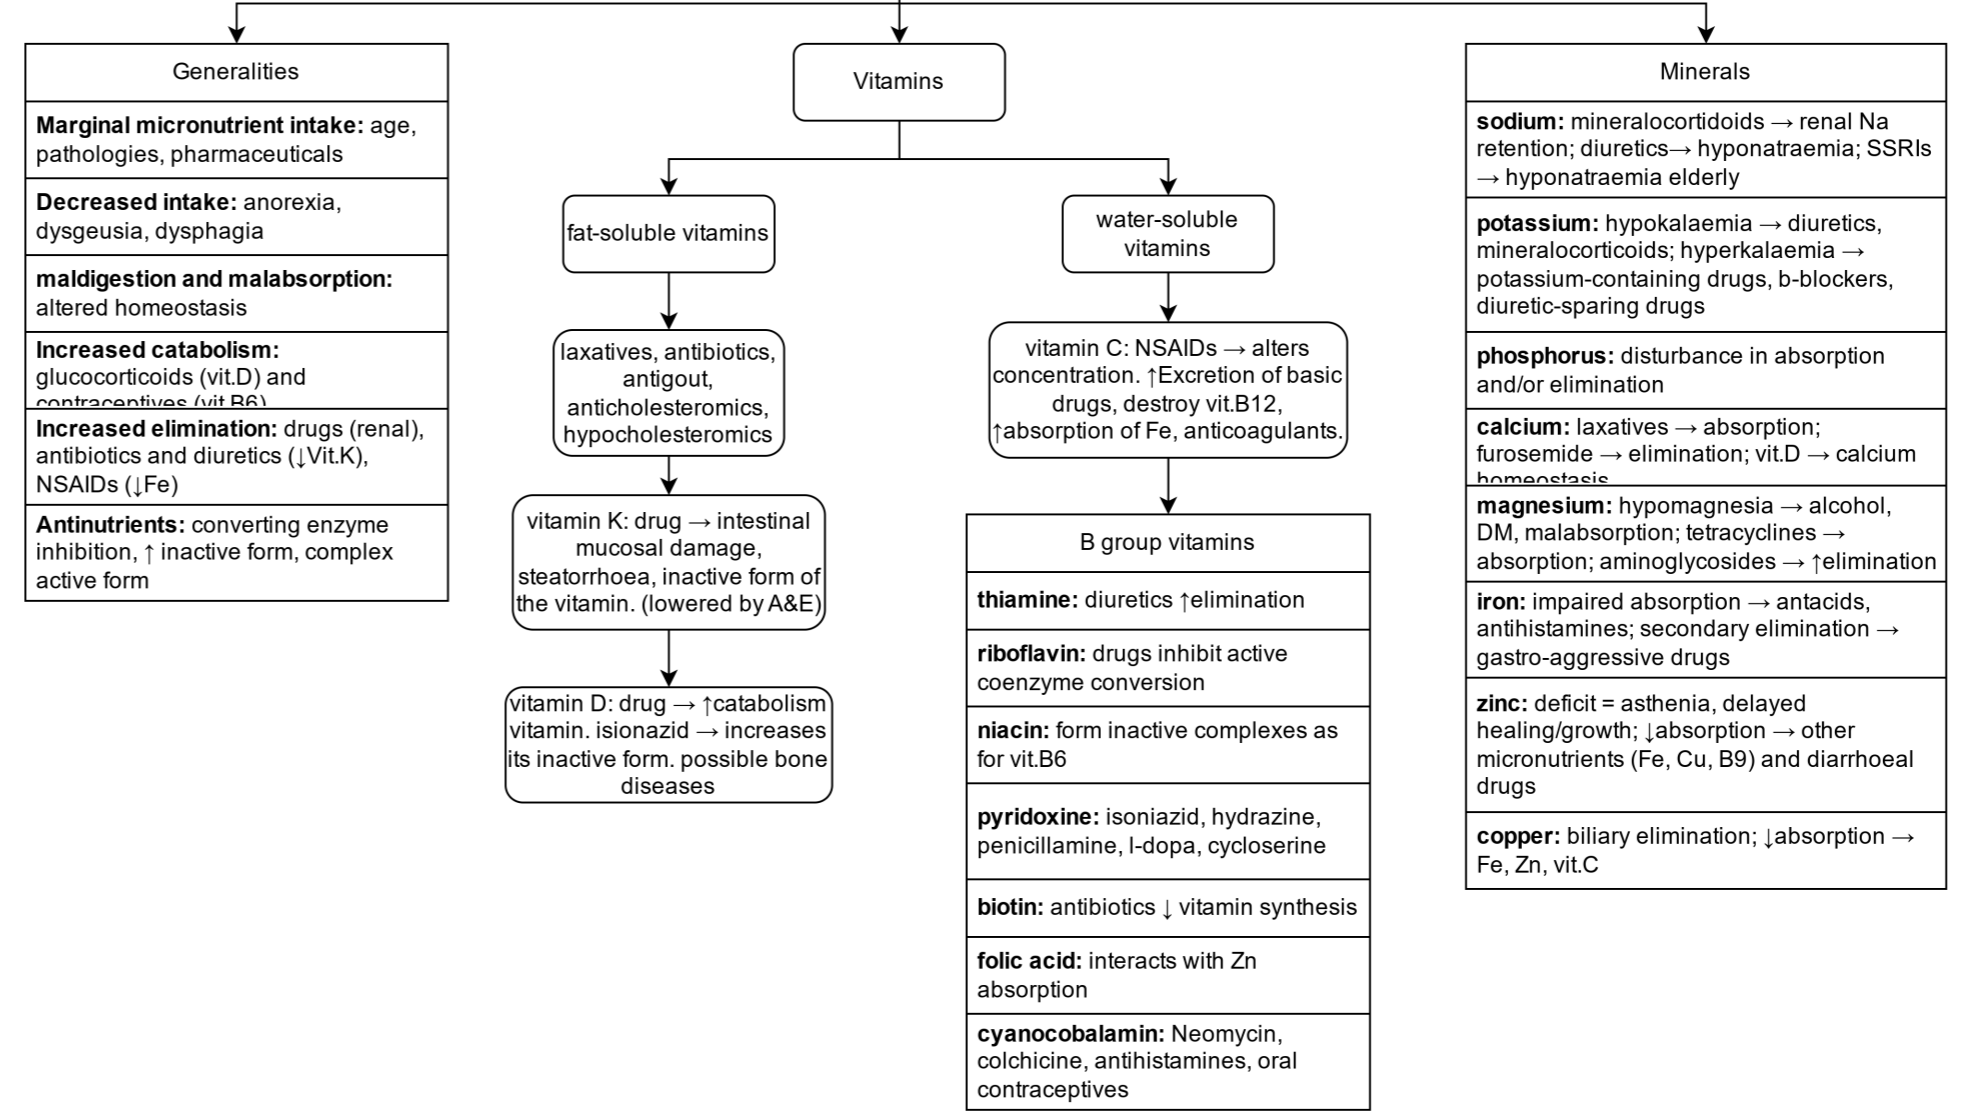 Generalities
Marginal micronutrient intake: age,
pathologies, pharmaceuticals
Decreased intake: anorexia,
dysgeusia, dysphagia
maldigestion and malabsorption:
altered homeostasis
Increased catabolism:
glucocorticoids (vit.D) and
contraceptives (vit.B6)
Increased elimination: drugs (renal),
antibiotics and diuretics (↓Vit.K),
NSAIDs (↓Fe)
Antinutrients: converting enzyme
inhibition, ↑ inactive form, complex
active form
Vitamins
fat-soluble vitamins
laxatives, antibiotics,
antigout,
anticholesteromics,
hypocholesteromics
vitamin K: drug → intestinal
mucosal damage,
steatorrhoea, inactive form of
the vitamin. (lowered by A&E)
vitamin D: drug → ↑catabolism
vitamin. isionazid → increases
its inactive form. possible bone
diseases
water-soluble
vitamins
vitamin C: NSAIDs → alters
concentration. ↑Excretion of basic
drugs, destroy vit.B12,
↑absorption of Fe, anticoagulants.
B group vitamins
thiamine: diuretics ↑elimination
riboflavin: drugs inhibit active
coenzyme conversion
niacin: form inactive complexes as
for vit.B6
pyridoxine: isoniazid, hydrazine,
penicillamine, l-dopa, cycloserine
biotin: antibiotics ↓ vitamin synthesis
folic acid: interacts with Zn
absorption
cyanocobalamin: Neomycin,
colchicine, antihistamines, oral
contraceptives
Minerals
sodium: mineralocortidoids → renal Na
retention; diuretics→ hyponatraemia; SSRIs
→ hyponatraemia elderly
potassium: hypokalaemia → diuretics,
mineralocorticoids; hyperkalaemia →
potassium-containing drugs, b-blockers,
diuretic-sparing drugs
phosphorus: disturbance in absorption
and/or elimination
calcium: laxatives → absorption;
furosemide → elimination; vit.D → calcium
homeostasis
magnesium: hypomagnesia → alcohol,
DM, malabsorption; tetracyclines →
absorption; aminoglycosides → ↑elimination
iron: impaired absorption → antacids,
antihistamines; secondary elimination →
gastro-aggressive drugs
zinc: deficit = asthenia, delayed
healing/growth; ↓absorption → other
micronutrients (Fe, Cu, B9) and diarrhoeal
drugs
copper: biliary elimination; ↓absorption →
Fe, Zn, vit.C